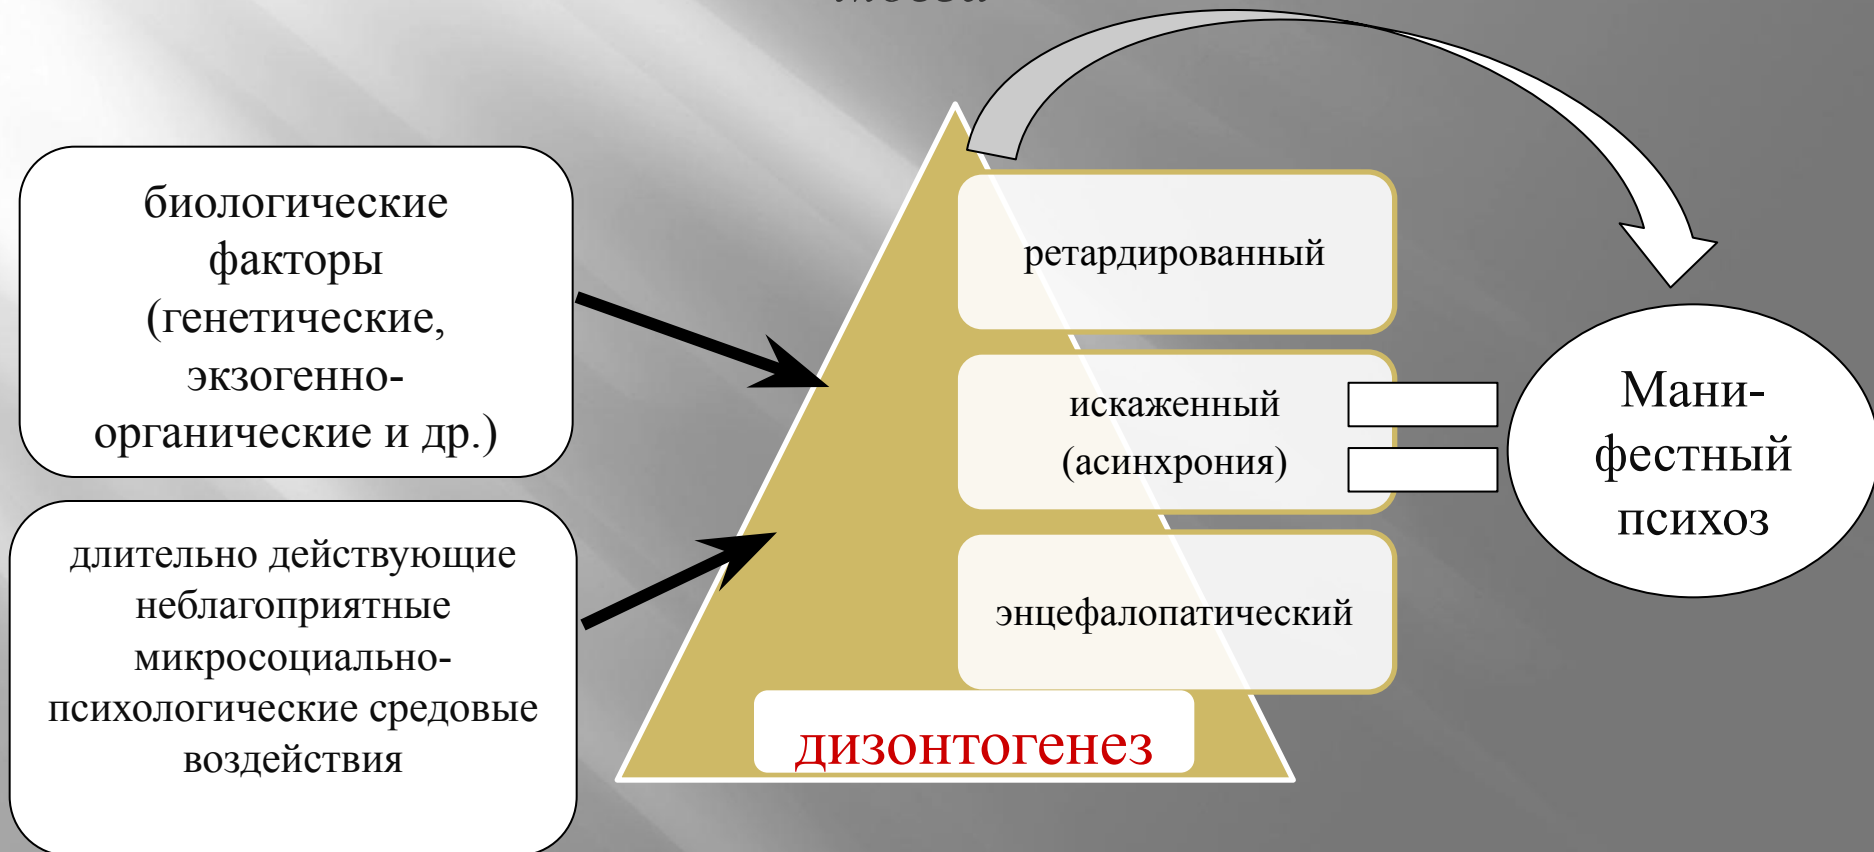 биологические
факторы
(генетические,
экзогенно-
органические и др.)
длительно действующие
неблагоприятные
микросоциально-
психологические средовые
воздействия
ретардированный
искаженный
(асинхрония)
энцефалопатический
дизонтогенез
Мани-
фестный
психоз